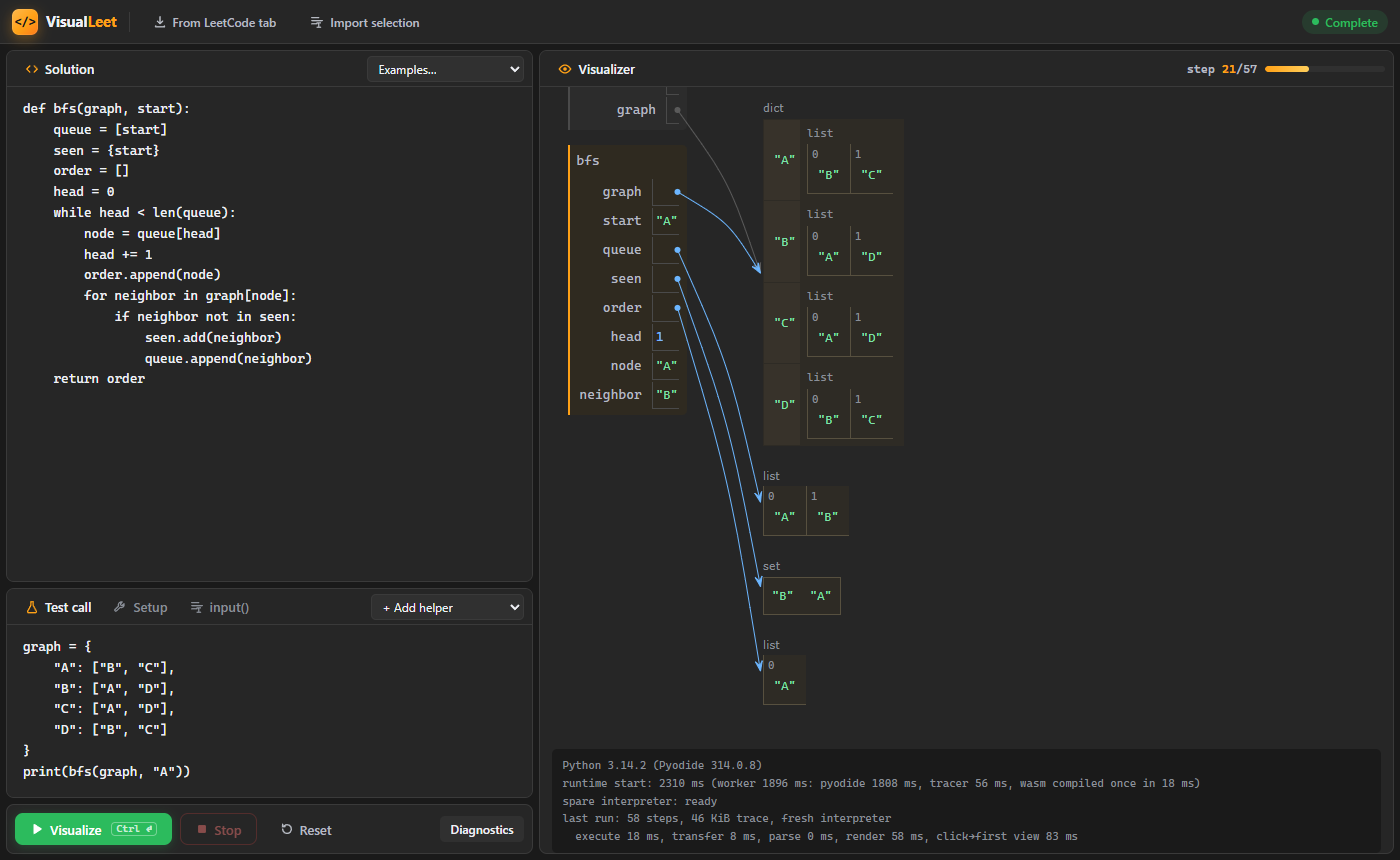 </> VisualLeet From LeetCode tab Import selection Complete
Solution Examples...
def bfs(graph, start):
    queue = [start]
    seen = {start}
    order = []
    head = 0
    while head < len(queue):
        node = queue[head]
        head += 1
        order.append(node)
        for neighbor in graph[node]:
            if neighbor not in seen:
                seen.add(neighbor)
                queue.append(neighbor)
    return order
Test call Setup input() + Add helper
graph = {
    "A": ["B", "C"],
    "B": ["A", "D"],
    "C": ["A", "D"],
    "D": ["B", "C"]
}
print(bfs(graph, "A"))
Visualize Ctrl ⏎ Stop Reset Diagnostics
Visualizer step 21/57
graph
bfs
graph
start "A"
queue
seen
order
head 1
node "A"
neighbor "B"
dict
list
0 1
"A" "B" "C"
list
0 1
"B" "A" "D"
list
0 1
"C" "A" "D"
list
0 1
"D" "B" "C"
list
0 1
"A" "B"
set
"B" "A"
list
0
"A"
Python 3.14.2 (Pyodide 314.0.8)
runtime start: 2310 ms (worker 1896 ms: pyodide 1808 ms, tracer 56 ms, wasm compiled once in 18 ms)
spare interpreter: ready
last run: 58 steps, 46 KiB trace, fresh interpreter
  execute 18 ms, transfer 8 ms, parse 0 ms, render 58 ms, click→first view 83 ms